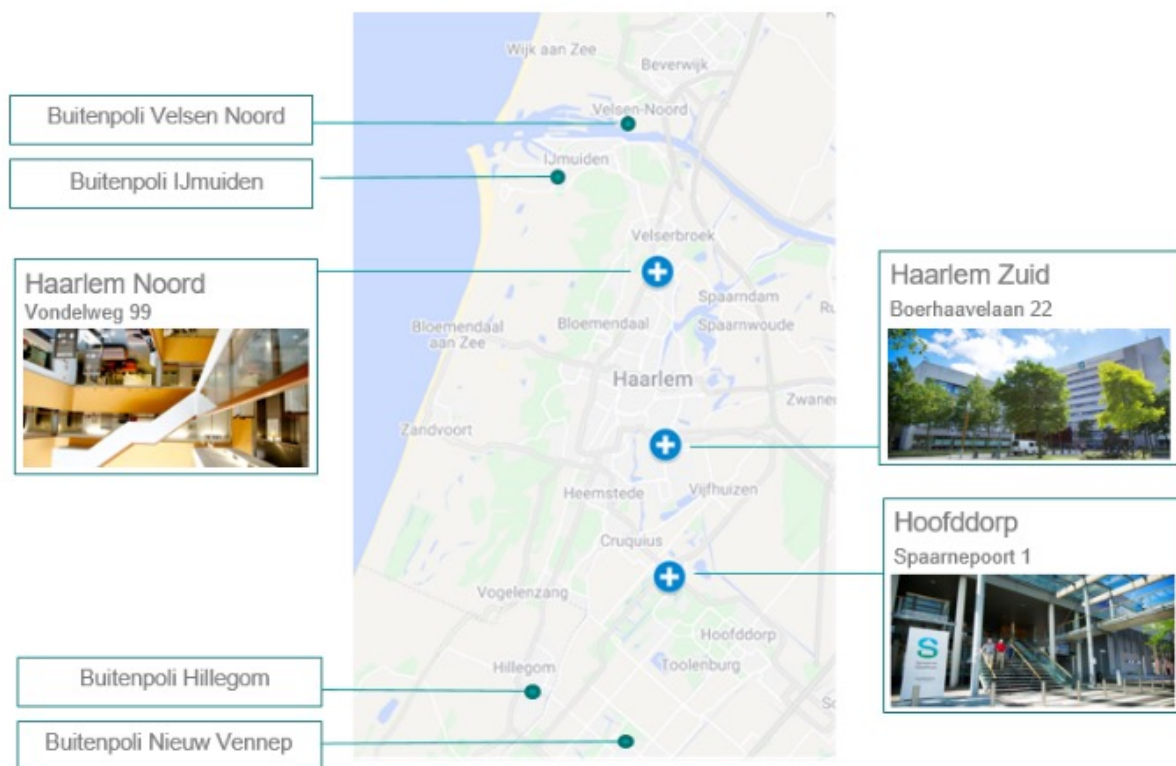 Buitenpoli Velsen Noord
Buitenpoli IJmuiden
Haarlem Noord
Vondelweg 99
Buitenpoli Hillegom
Buitenpoli Nieuw Vennep
Wijk aan Zee
Beverwijk
Velsen-Noord
IJmuiden
Velserbroek
Spaarndam
Bloemendaal
aan Zee
Bloemendaal
Spaarnwoude
Haarlem
Zandvoort
Heemstede
Vijfhuizen
Cruquius
Vogelenzang
Hoofddorp
Hillegom
Toolenburg
Haarlem Zuid
Boerhaavelaan 22
Hoofddorp
Spaarnepoort 1
S